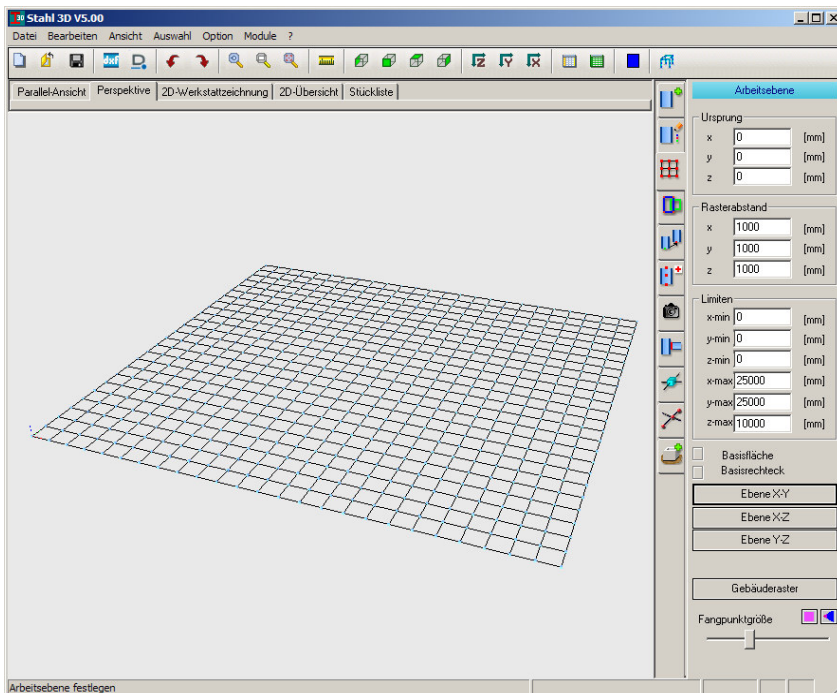 Stahl 3D V5.00
Datei Bearbeiten Ansicht Auswahl Option Module ?
dxf D Z Y X
Parallel-Ansicht Perspektive 2D-Werkstattzeichnung 2D-Übersicht Stückliste
Arbeitsebene
Ursprung
x 0 [mm]
y 0 [mm]
z 0 [mm]
Rasterabstand
x 1000 [mm]
y 1000 [mm]
z 1000 [mm]
Limiten
x-min 0 [mm]
y-min 0 [mm]
z-min 0 [mm]
x-max 25000 [mm]
y-max 25000 [mm]
z-max 10000 [mm]
Basisfläche
Basisrechteck
Ebene X-Y
Ebene X-Z
Ebene Y-Z
Gebäuderaster
Fangpunktgröße
Arbeitsebene festlegen